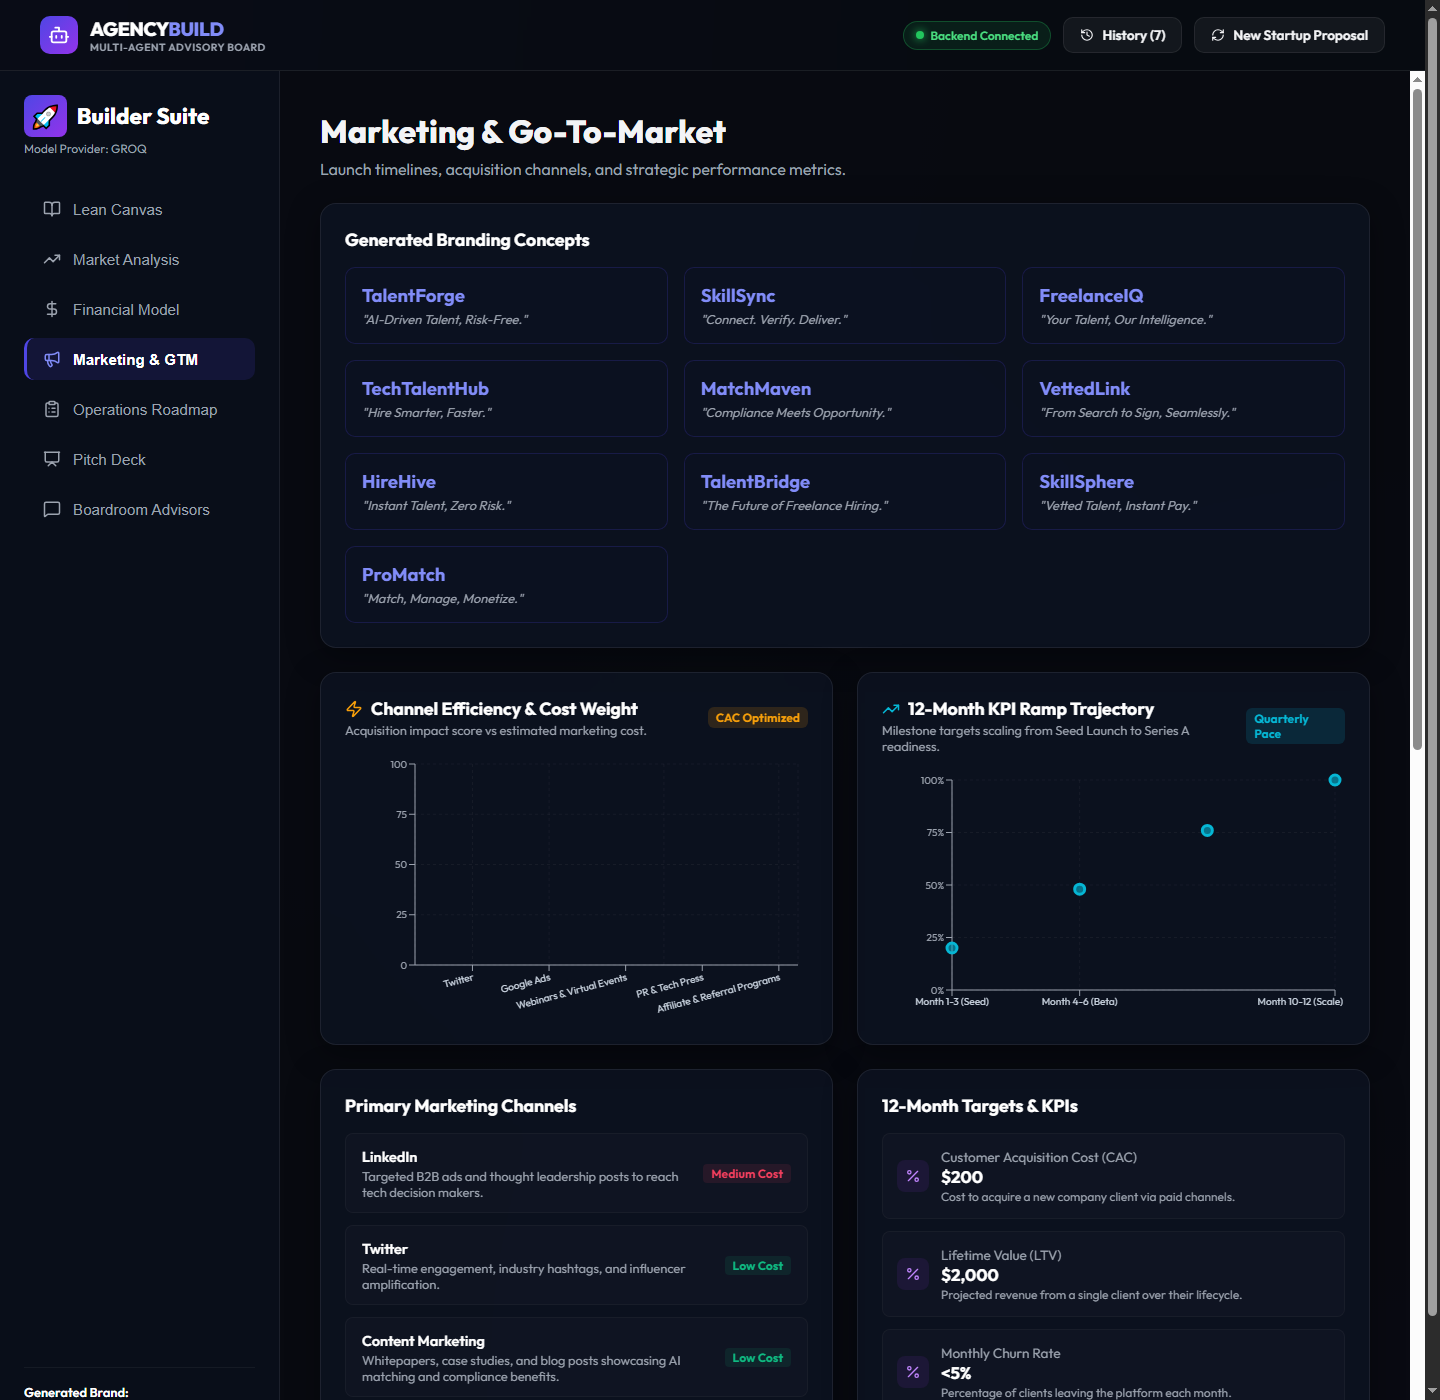 AGENCYBUILD
MULTI-AGENT ADVISORY BOARD
Backend Connected
History (7)
New Startup Proposal
Builder Suite
Model Provider: GROQ
Lean Canvas
Market Analysis
Financial Model
Marketing & GTM
Operations Roadmap
Pitch Deck
Boardroom Advisors
Generated Brand:
Marketing & Go-To-Market
Launch timelines, acquisition channels, and strategic performance metrics.
Generated Branding Concepts
TalentForge
"AI-Driven Talent, Risk-Free."
SkillSync
"Connect. Verify. Deliver."
FreelanceIQ
"Your Talent, Our Intelligence."
TechTalentHub
"Hire Smarter, Faster."
MatchMaven
"Compliance Meets Opportunity."
VettedLink
"From Search to Sign, Seamlessly."
HireHive
"Instant Talent, Zero Risk."
TalentBridge
"The Future of Freelance Hiring."
SkillSphere
"Vetted Talent, Instant Pay."
ProMatch
"Match, Manage, Monetize."
Channel Efficiency & Cost Weight
Acquisition impact score vs estimated marketing cost.
CAC Optimized
100
75
50
25
0
Twitter
Google Ads
Webinars & Virtual Events
PR & Tech Press
Affiliate & Referral Programs
12-Month KPI Ramp Trajectory
Milestone targets scaling from Seed Launch to Series A
readiness.
Quarterly
Pace
100%
75%
50%
25%
0%
Month 1-3 (Seed)
Month 4-6 (Beta)
Month 10-12 (Scale)
Primary Marketing Channels
LinkedIn
Targeted B2B ads and thought leadership posts to reach
tech decision makers.
Medium Cost
Twitter
Real-time engagement, industry hashtags, and influencer
amplification.
Low Cost
Content Marketing
Whitepapers, case studies, and blog posts showcasing AI
matching and compliance benefits.
Low Cost
12-Month Targets & KPIs
Customer Acquisition Cost (CAC)
$200
Cost to acquire a new company client via paid channels.
Lifetime Value (LTV)
$2,000
Projected revenue from a single client over their lifecycle.
Monthly Churn Rate
<5%
Percentage of clients leaving the platform each month.